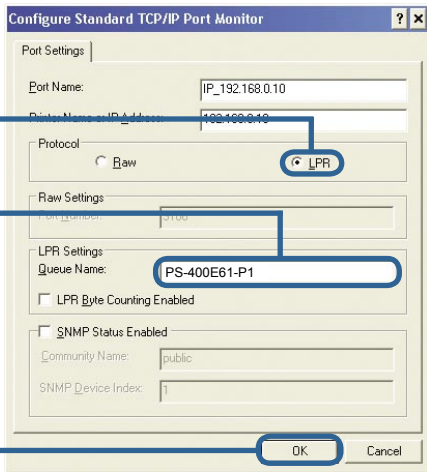 Configure Standard TCP/IP Port Monitor
Port Settings
Port Name: IP_192.168.0.10
Printer Name or IP Address: 192.168.0.10
Protocol
Raw LPR
Raw Settings
Port Number: 9100
LPR Settings
Queue Name: PS-400E61-P1
LPR Byte Counting Enabled
SNMP Status Enabled
Community Name: public
SNMP Device Index: 1
OK Cancel